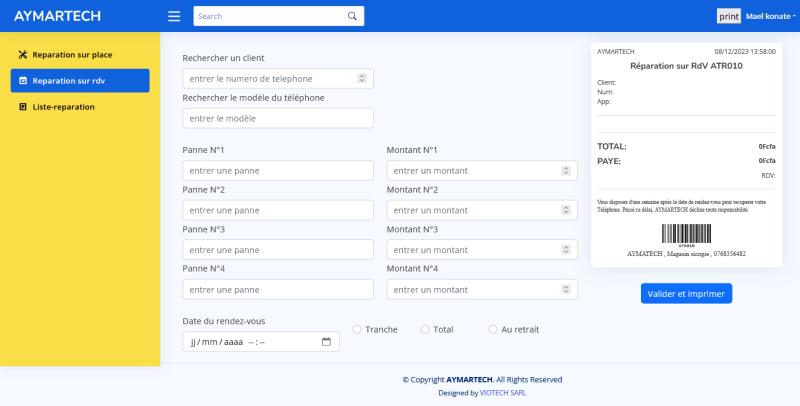 AYMARTECH
Search
print
Mael konate
Reparation sur place
Reparation sur rdv
Liste-reparation
Rechercher un client
entrer le numero de telephone
Rechercher le modèle du téléphone
entrer le modèle
Panne N°1
Montant N°1
entrer une panne
entrer un montant
Panne N°2
Montant N°2
entrer une panne
entrer un montant
Panne N°3
Montant N°3
entrer une panne
entrer un montant
Panne N°4
Montant N°4
entrer une panne
entrer un montant
Date du rendez-vous
jj/mm/aaaa --:--
Tranche
Total
Au retrait
AYMARTECH
08/12/2023 13:58:00
Réparation sur RdV ATR010
Client:
Num:
App:
TOTAL:
0Fcfa
PAYE:
0Fcfa
RDV:
Vous disposez d'une semaine après la date de rendez-vous pour recuperer votre
Téléphone. Passé ce délai, AYMARTECH décline toute responsabilité.
ATR010
AYMATECH , Magasin sicogie , 0768356482
Valider et imprimer
© Copyright AYMARTECH. All Rights Reserved
Designed by VIOTECH SARL